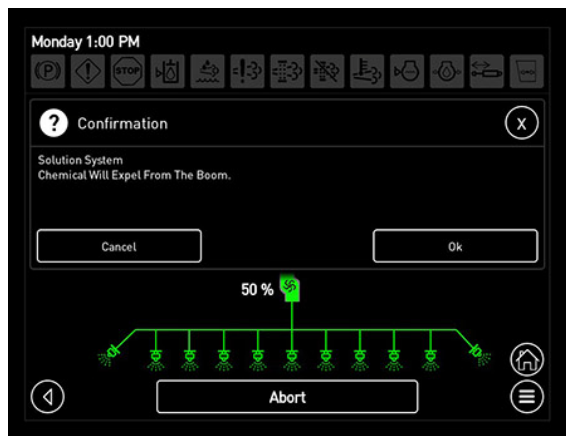 Monday 1:00 PM
(P)
STOP
? Confirmation
X
Solution System
Chemical Will Expel From The Boom.
Cancel
Ok
50 %
Abort